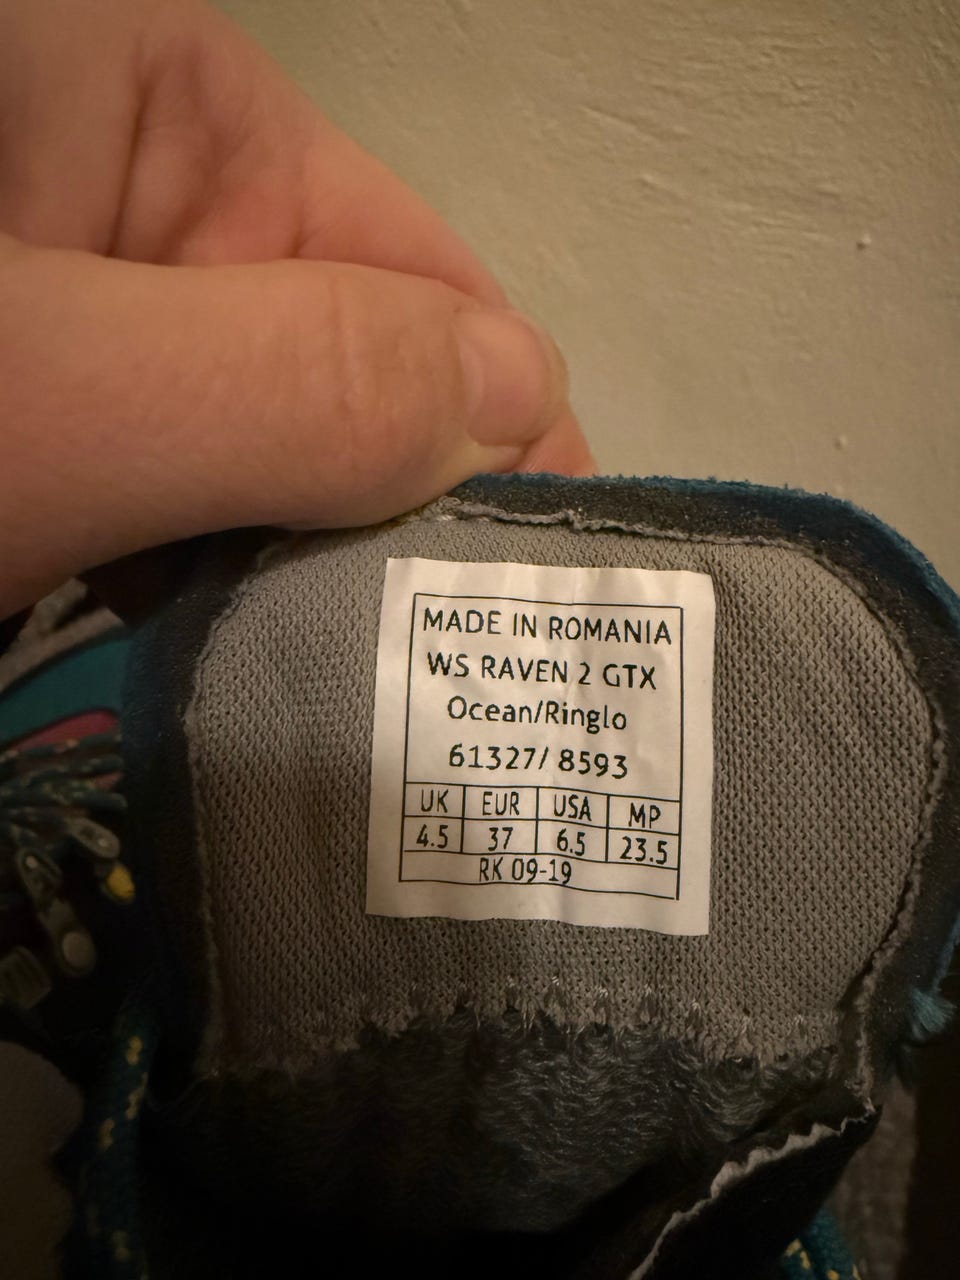 MADE IN ROMANIA
WS RAVEN 2 GTX
Ocean/Ringlo
61327/ 8593
UK EUR USA MP
4.5 37 6.5 23.5
RK 09-19